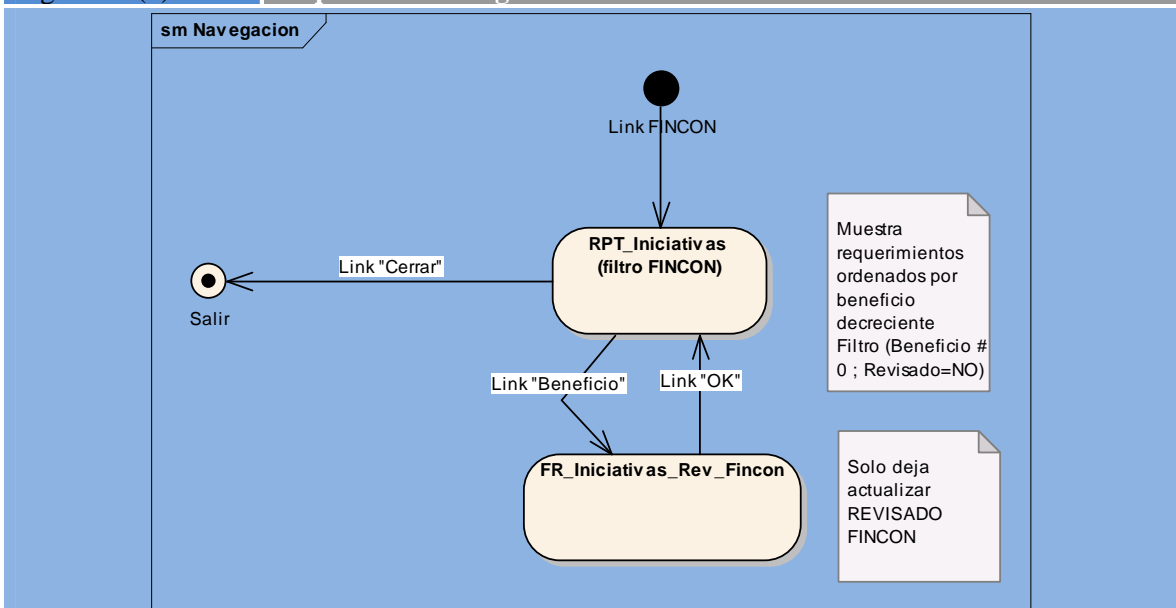 sm Navegacion
Link FINCON
RPT_Iniciativas
(filtro FINCON)
Muestra
requerimientos
ordenados por
beneficio
decreciente
Filtro (Beneficio #
0 ; Revisado=NO)
Link "Cerrar"
Salir
Link "Beneficio"
Link "OK"
FR_Iniciativas_Rev_Fincon
Solo deja
actualizar
REVISADO
FINCON